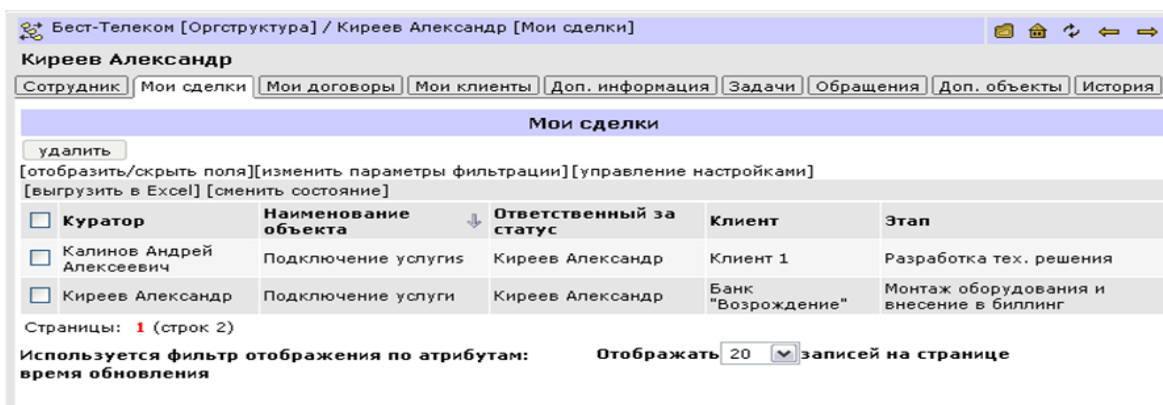 Бест-Телеком [Оргструктура] / Киреев Александр [Мои сделки]
Киреев Александр
Сотрудник Мои сделки Мои договоры Мои клиенты Доп. информация Задачи Обращения Доп. объекты История
Мои сделки
удалить
[отобразить/скрыть поля][изменить параметры фильтрации][управление настройками]
[выгрузить в Excel] [сменить состояние]
Куратор Наименование объекта Ответственный за статус Клиент Этап
Калинов Андрей Алексеевич Подключение услугиs Киреев Александр Клиент 1 Разработка тех. решения
Киреев Александр Подключение услуги Киреев Александр Банк "Возрождение" Монтаж оборудования и внесение в биллинг
Страницы: 1 (строк 2)
Используется фильтр отображения по атрибутам: Отображать 20 записей на странице
время обновления